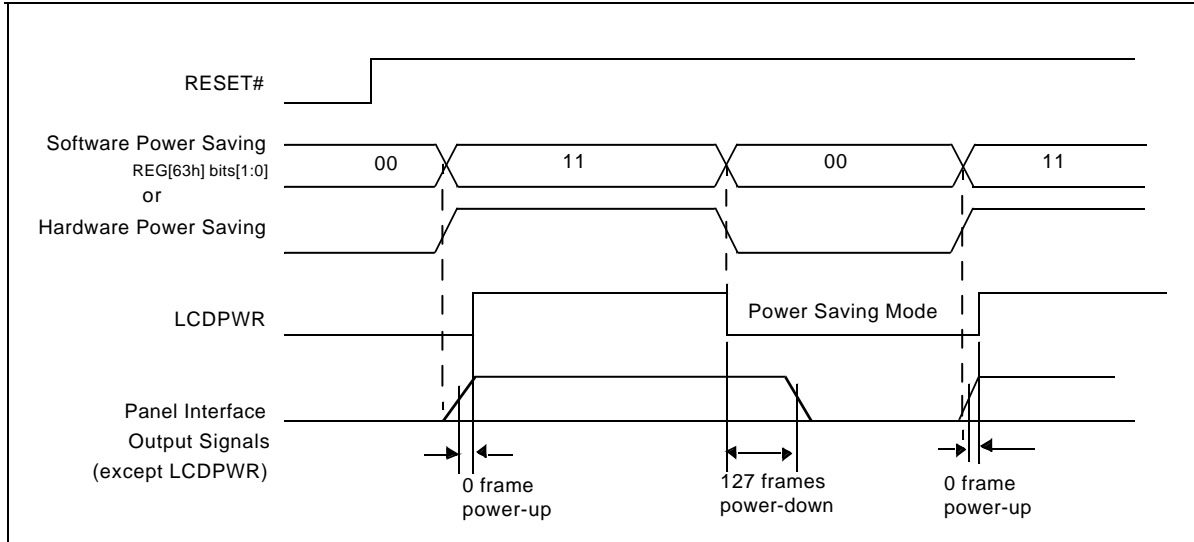 RESET#
Software Power Saving
REG[63h] bits[1:0]
or
Hardware Power Saving
00
11
00
11
LCDPWR
Power Saving Mode
Panel Interface
Output Signals
(except LCDPWR)
0 frame
power-up
127 frames
power-down
0 frame
power-up